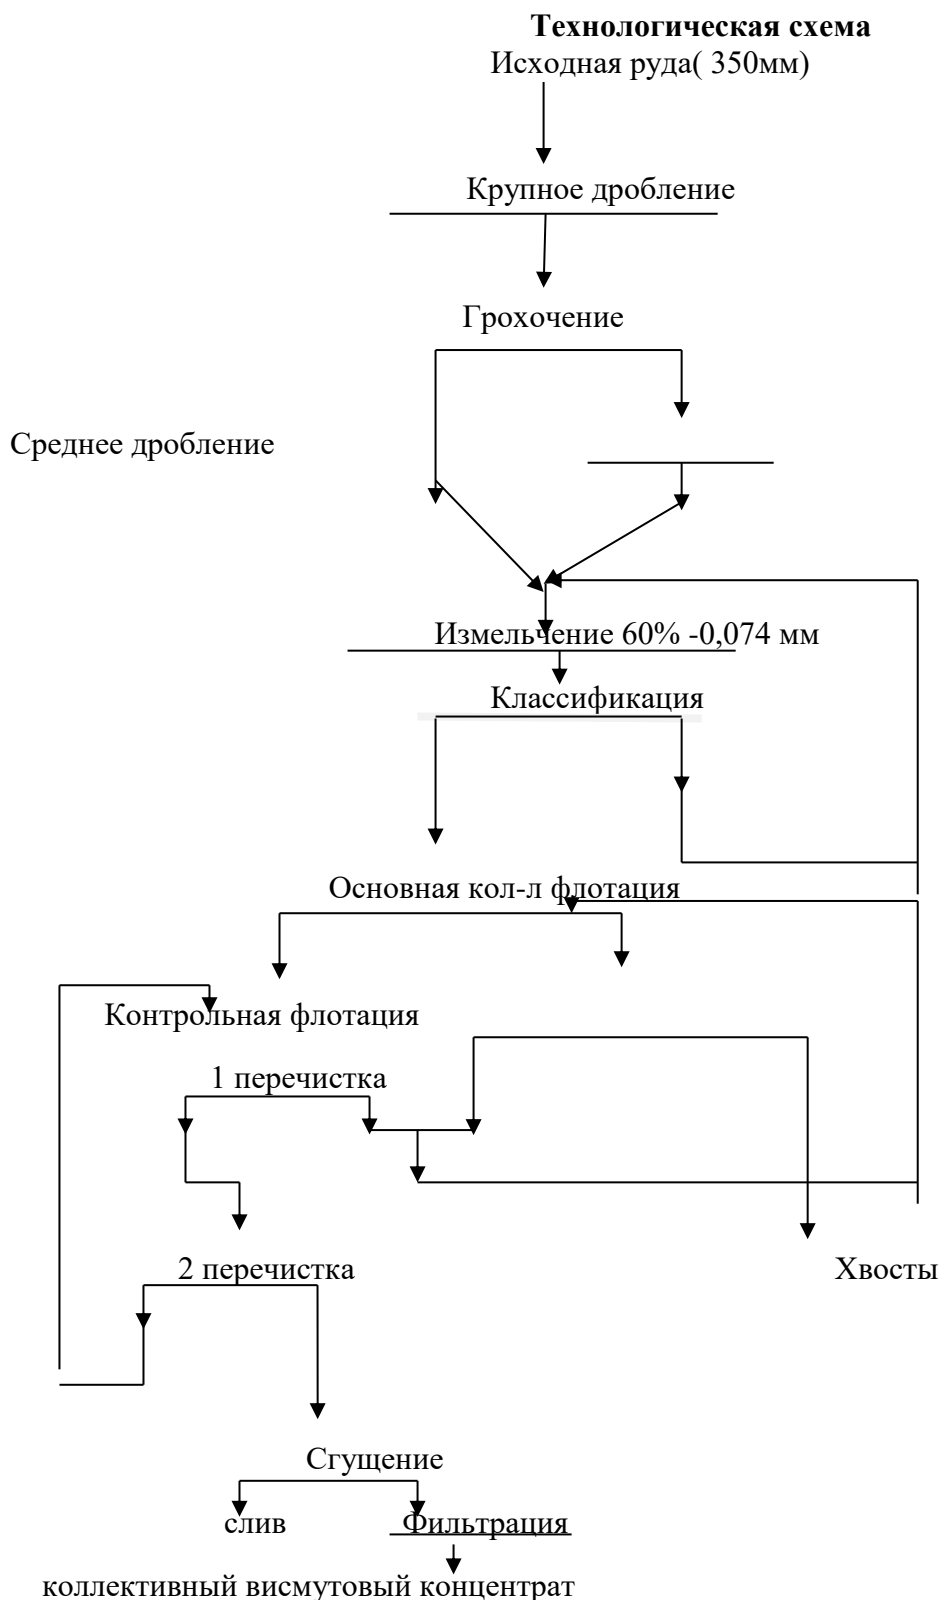 Технологическая схема
Исходная руда( 350мм)
Крупное дробление
Грохочение
Среднее дробление
Измельчение 60% -0,074 мм
Классификация
Основная кол-л флотация
Контрольная флотация
1 перечистка
2 перечистка
Хвосты
Сгущение
слив
Фильтрация
коллективный висмутовый концентрат